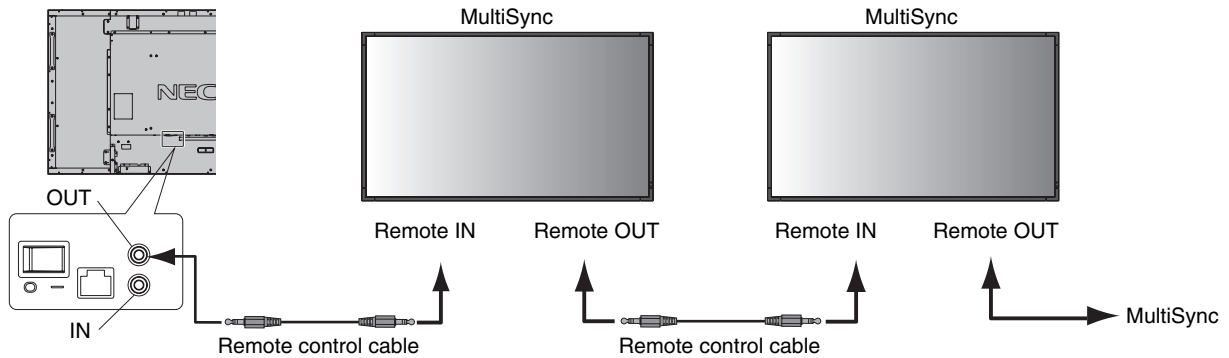 MultiSync
MultiSync
NEC
OUT
Remote IN
Remote OUT
Remote IN
Remote OUT
IN
Remote control cable
Remote control cable
MultiSync